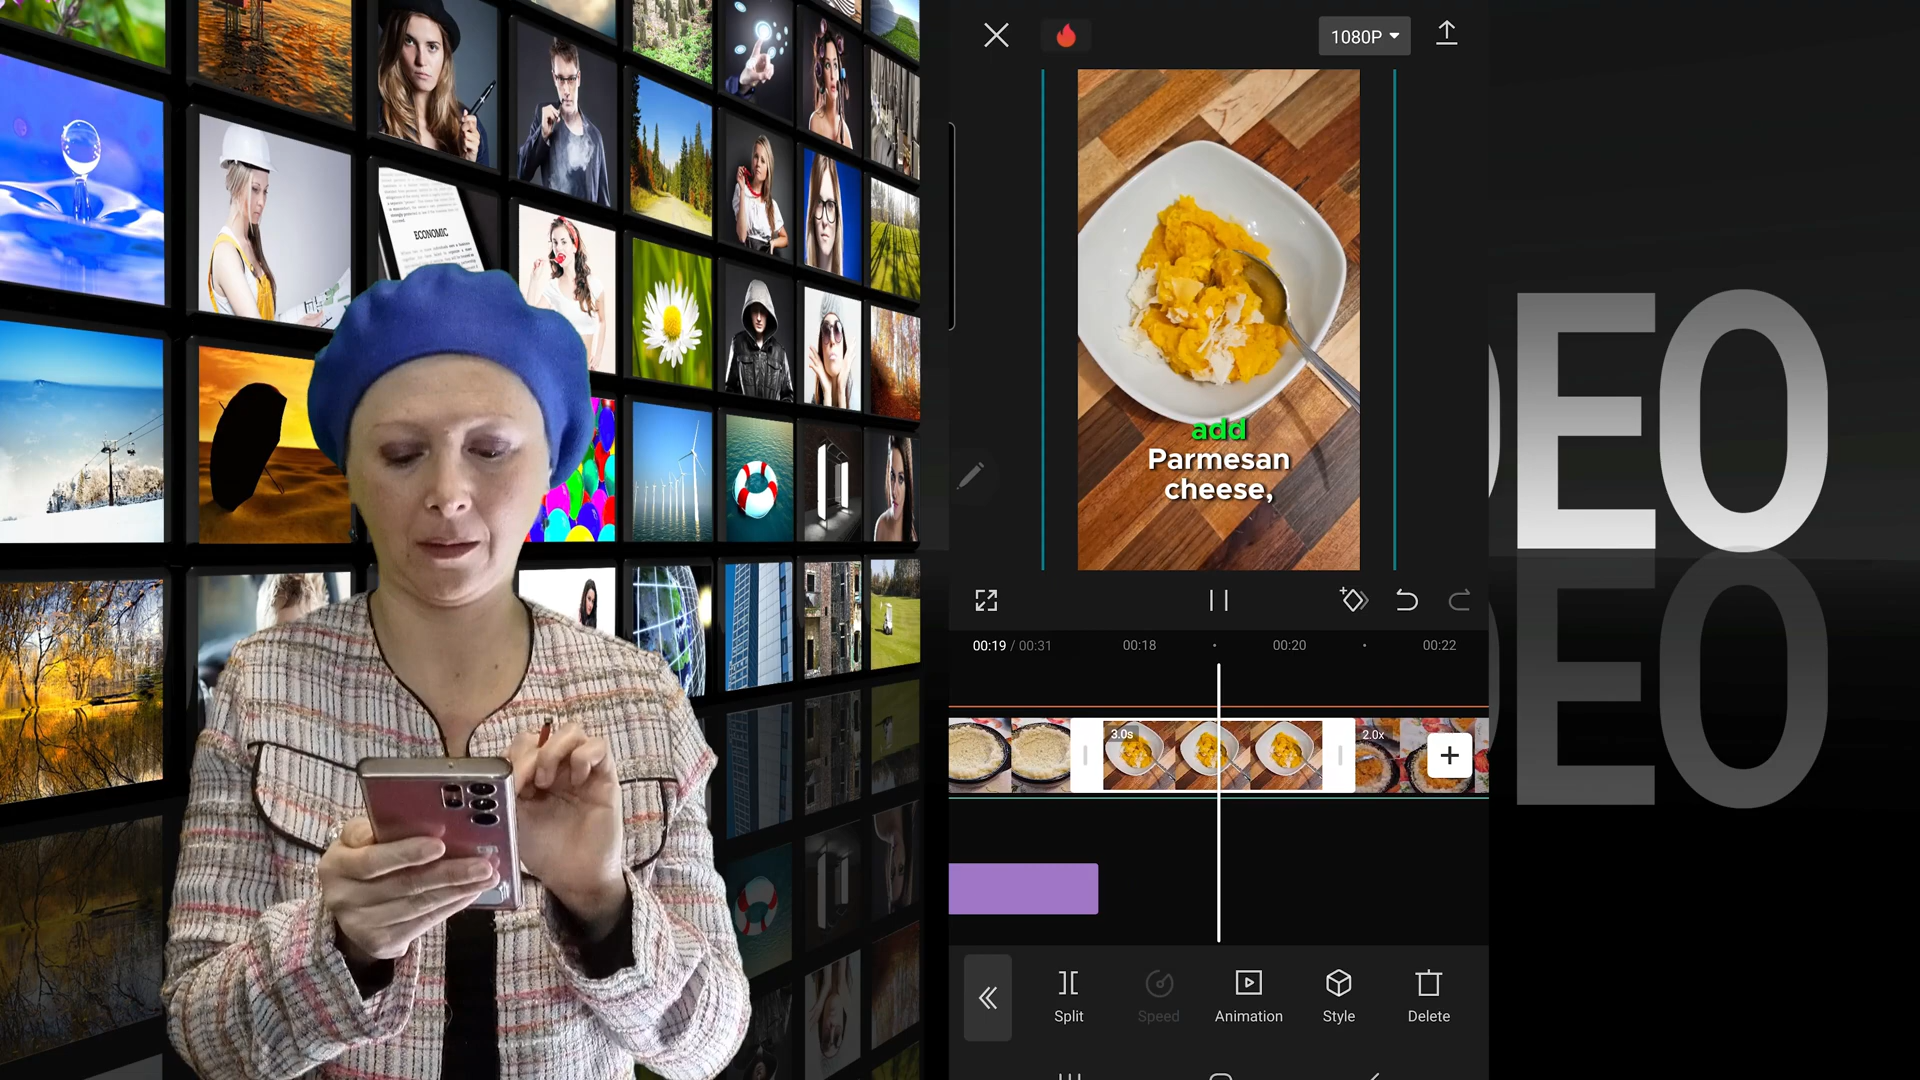 ECONOMIC
1080P
add
Parmesan
cheese,
00:19 / 00:31
00:18
00:20
00:22
3.0s
2.0x
Split
Speed
Animation
Style
Delete
EO